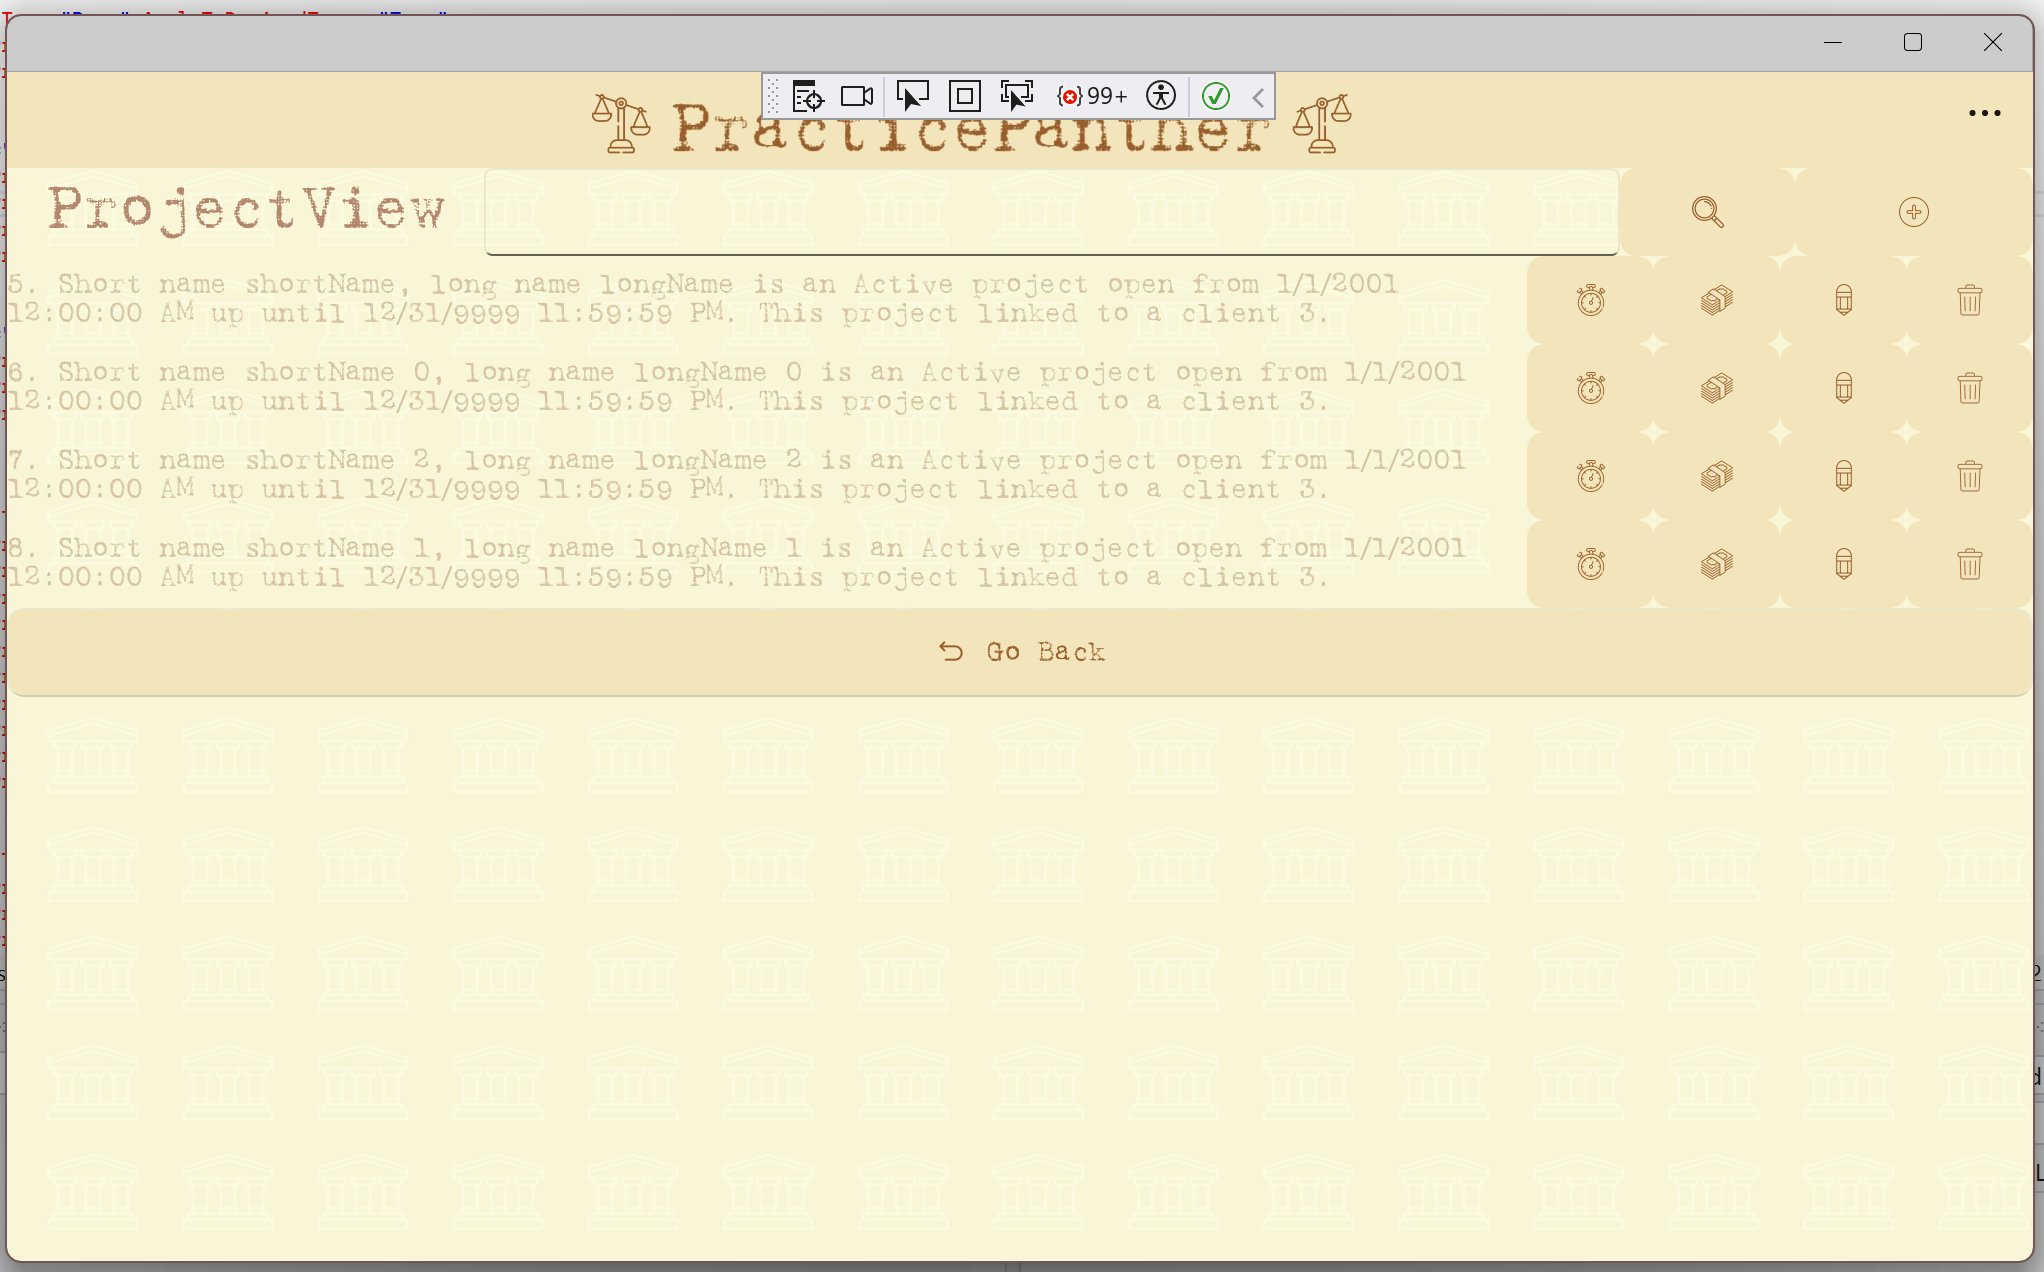 99+
PracticePanther
ProjectView
5. Short name shortName, long name longName is an Active project open from 1/1/2001
12:00:00 AM up until 12/31/9999 11:59:59 PM. This project linked to a client 3.
6. Short name shortName 0, long name longName 0 is an Active project open from 1/1/2001
12:00:00 AM up until 12/31/9999 11:59:59 PM. This project linked to a client 3.
7. Short name shortName 2, long name longName 2 is an Active project open from 1/1/2001
12:00:00 AM up until 12/31/9999 11:59:59 PM. This project linked to a client 3.
8. Short name shortName 1, long name longName 1 is an Active project open from 1/1/2001
12:00:00 AM up until 12/31/9999 11:59:59 PM. This project linked to a client 3.
Go Back